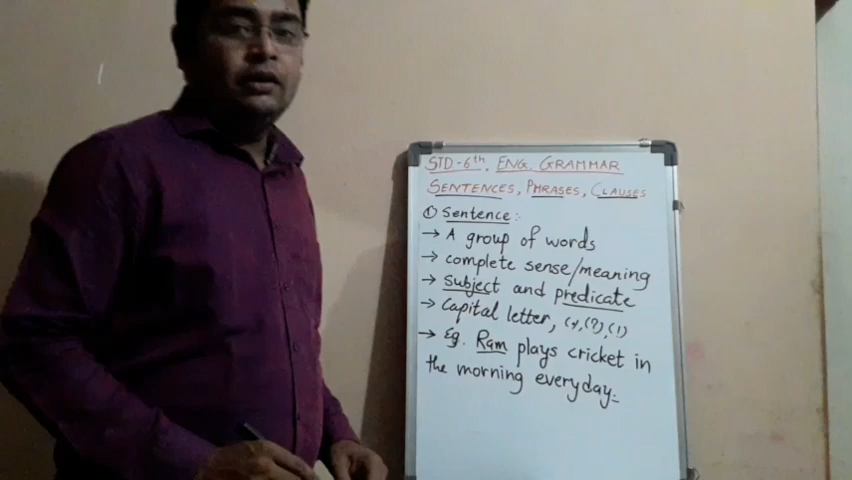 STD-6th, ENG. GRAMMAR
SENTENCES, PHRASES, CLAUSES
① Sentence:
→ A group of words
→ complete sense/meaning
→ Subject and predicate
→ Capital letter, (.),(?),(!)
→ Eg. Ram plays cricket in
the morning everyday.